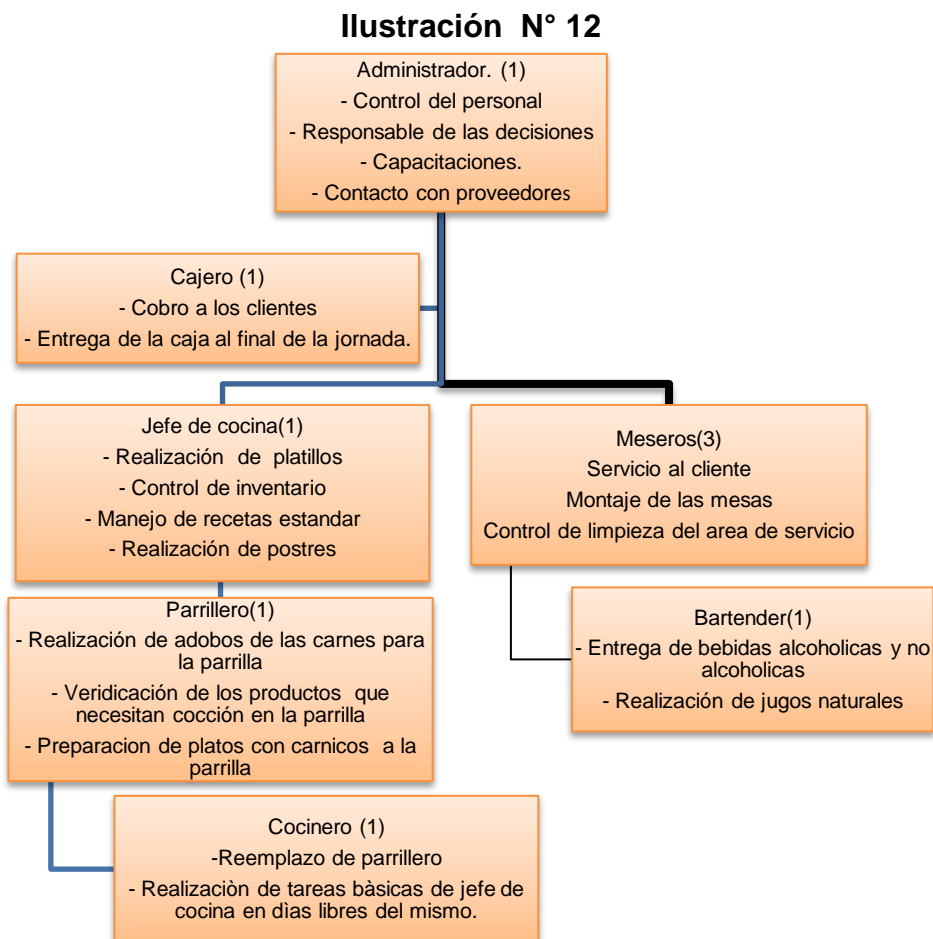 Ilustración N° 12
Administrador. (1)
- Control del personal
- Responsable de las decisiones
- Capacitaciones.
- Contacto con proveedores
Cajero (1)
- Cobro a los clientes
- Entrega de la caja al final de la jornada.
Jefe de cocina(1)
- Realización de platillos
- Control de inventario
- Manejo de recetas estandar
- Realización de postres
Meseros(3)
Servicio al cliente
Montaje de las mesas
Control de limpieza del area de servicio
Parrillero(1)
- Realización de adobos de las carnes para
la parrilla
- Veridicación de los productos que
necesitan cocción en la parrilla
- Preparacion de platos con carnicos a la
parrilla
Bartender(1)
- Entrega de bebidas alcoholicas y no
alcoholicas
- Realización de jugos naturales
Cocinero (1)
-Reemplazo de parrillero
- Realizaciòn de tareas bàsicas de jefe de
cocina en dìas libres del mismo.